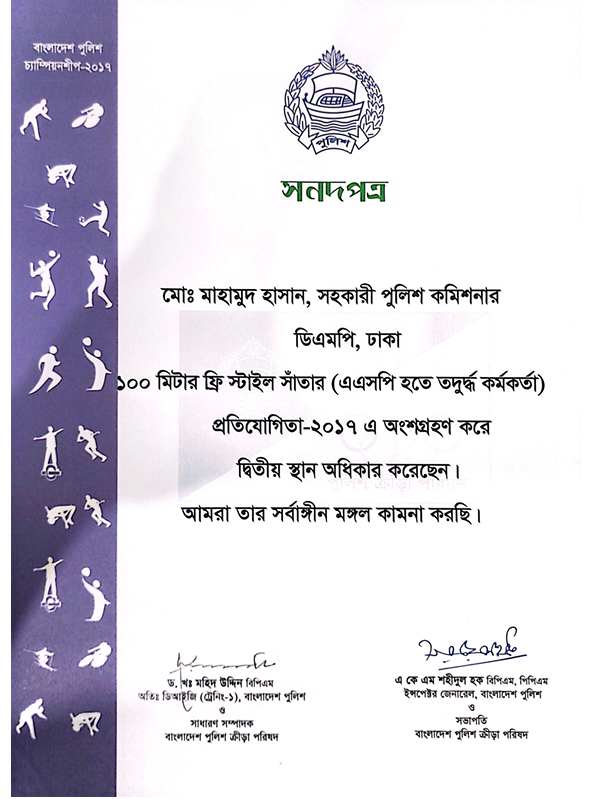 বাংলাদেশ পুলিশ
চ্যাম্পিয়নশীপ-২০১৭
পুলিশ
সনদপত্র
মোঃ মাহামুদ হাসান, সহকারী পুলিশ কমিশনার
ডিএমপি, ঢাকা
১০০ মিটার ফ্রি স্টাইল সাঁতার (এএসপি হতে তদুর্দ্ধ কর্মকর্তা)
প্রতিযোগিতা-২০১৭ এ অংশগ্রহণ করে
দ্বিতীয় স্থান অধিকার করেছেন।
পুলিশ ক্রীড়া পরিষদ
আমরা তার সর্বাঙ্গীন মঙ্গল কামনা করছি।
ড. খঃ মহিদ উদ্দিন বিপিএম
অতিঃ ডিআইজি (ট্রেনিং-১), বাংলাদেশ পুলিশ
ও
সাধারণ সম্পাদক
বাংলাদেশ পুলিশ ক্রীড়া পরিষদ
এ কে এম শহীদুল হক বিপিএম, পিপিএম
ইন্সপেক্টর জেনারেল, বাংলাদেশ পুলিশ
ও
সভাপতি
বাংলাদেশ পুলিশ ক্রীড়া পরিষদ